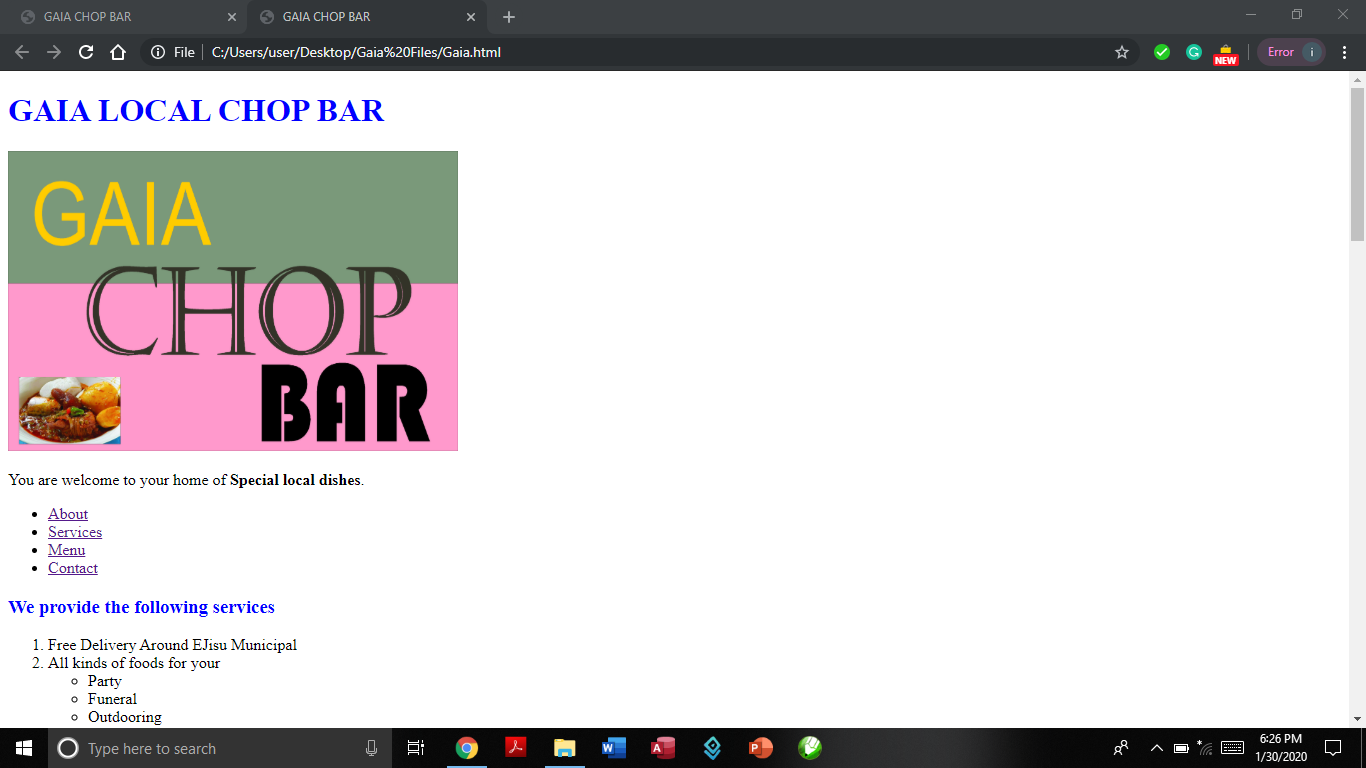 GAIA CHOP BAR
GAIA CHOP BAR
File
C:/Users/user/Desktop/Gaia%20Files/Gaia.html
NEW
Error
GAIA LOCAL CHOP BAR
GAIA
CHOP
BAR
You are welcome to your home of Special local dishes.
• About
• Services
• Menu
• Contact
We provide the following services
1. Free Delivery Around EJisu Municipal
2. All kinds of foods for your
○ Party
○ Funeral
○ Outdooring
Type here to search
6:26 PM
1/30/2020